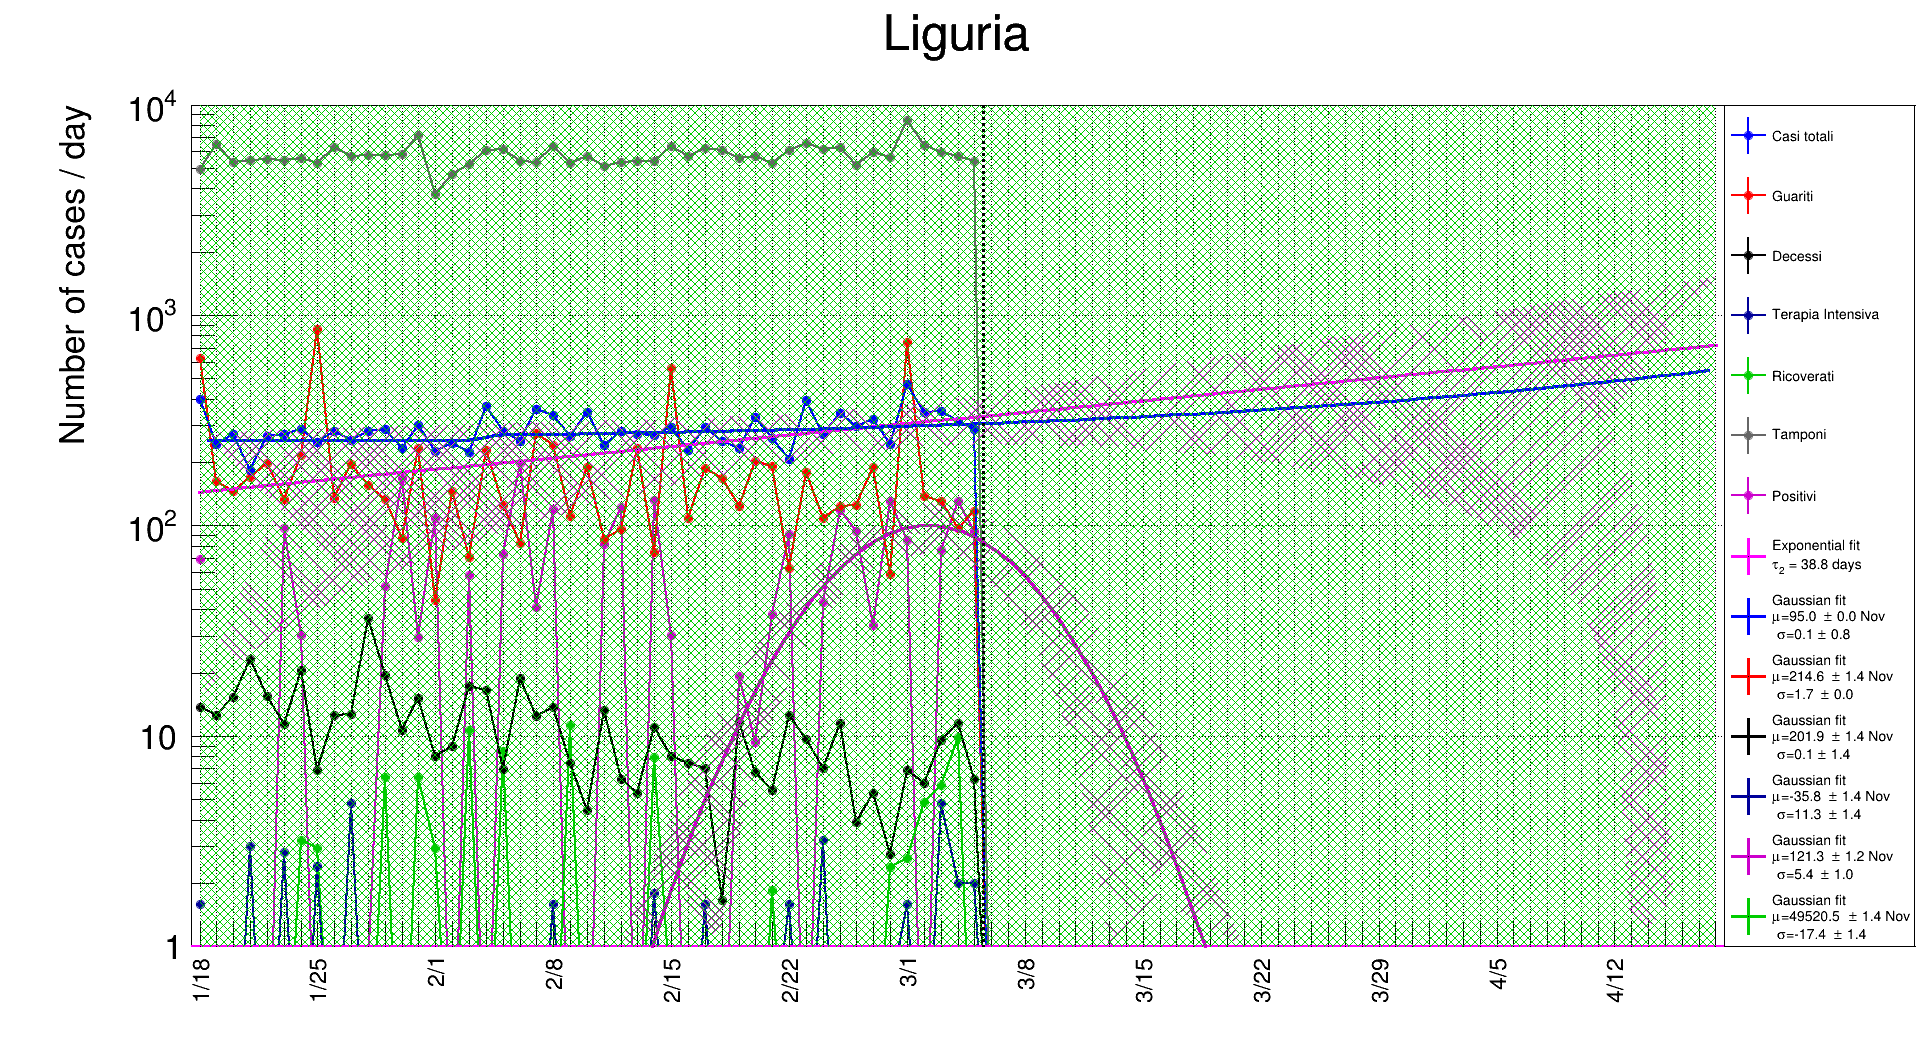 Liguria
Number of cases / day
10⁴
10³
10²
10
1
1/18
1/25
2/1
2/8
2/15
2/22
3/1
3/8
3/15
3/22
3/29
4/5
4/12
Casi totali
Guariti
Decessi
Terapia Intensiva
Ricoverati
Tamponi
Positivi
Exponential fit
τ₂ = 38.8 days
Gaussian fit
μ=95.0 ± 0.0 Nov
σ=0.1 ± 0.8
Gaussian fit
μ=214.6 ± 1.4 Nov
σ=1.7 ± 0.0
Gaussian fit
μ=201.9 ± 1.4 Nov
σ=0.1 ± 1.4
Gaussian fit
μ=-35.8 ± 1.4 Nov
σ=11.3 ± 1.4
Gaussian fit
μ=121.3 ± 1.2 Nov
σ=5.4 ± 1.0
Gaussian fit
μ=49520.5 ± 1.4 Nov
σ=-17.4 ± 1.4